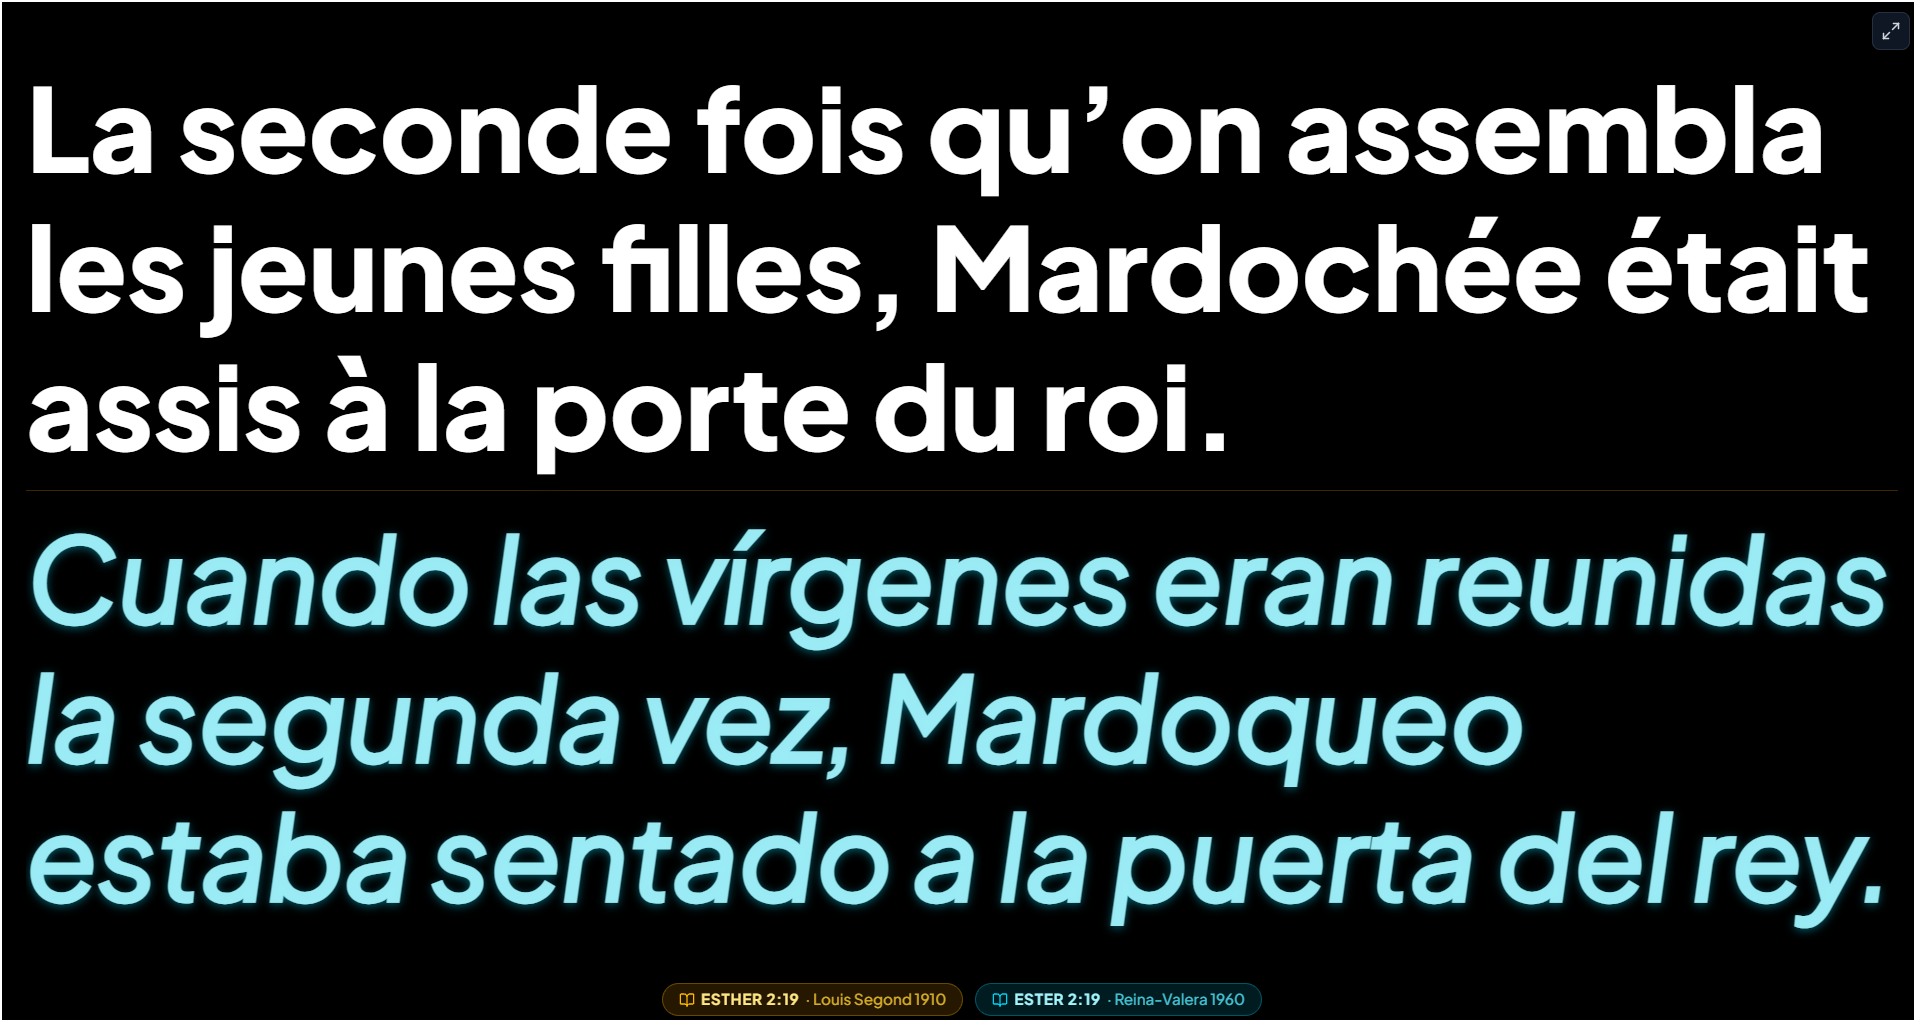 La seconde fois qu’on assembla
les jeunes filles, Mardochée était
assis à la porte du roi.
Cuando las vírgenes eran reunidas
la segunda vez, Mardoqueo
estaba sentado a la puerta del rey.
ESTHER 2:19 · Louis Segond 1910
ESTER 2:19 · Reina-Valera 1960